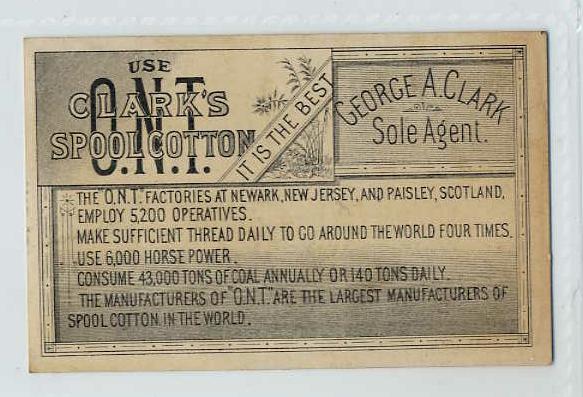 USE
CLARK'S
O.N.T.
SPOOL COTTON
IT IS THE BEST
GEORGE A. CLARK
Sole Agent.
THE "O.N.T." FACTORIES AT NEWARK, NEW JERSEY, AND PAISLEY, SCOTLAND,
EMPLOY 5,200 OPERATIVES.
MAKE SUFFICIENT THREAD DAILY TO GO AROUND THE WORLD FOUR TIMES.
USE 6,000 HORSE POWER.
CONSUME 43,000 TONS OF COAL ANNUALLY OR 140 TONS DAILY.
THE MANUFACTURERS OF "O.N.T." ARE THE LARGEST MANUFACTURERS OF
SPOOL COTTON IN THE WORLD.